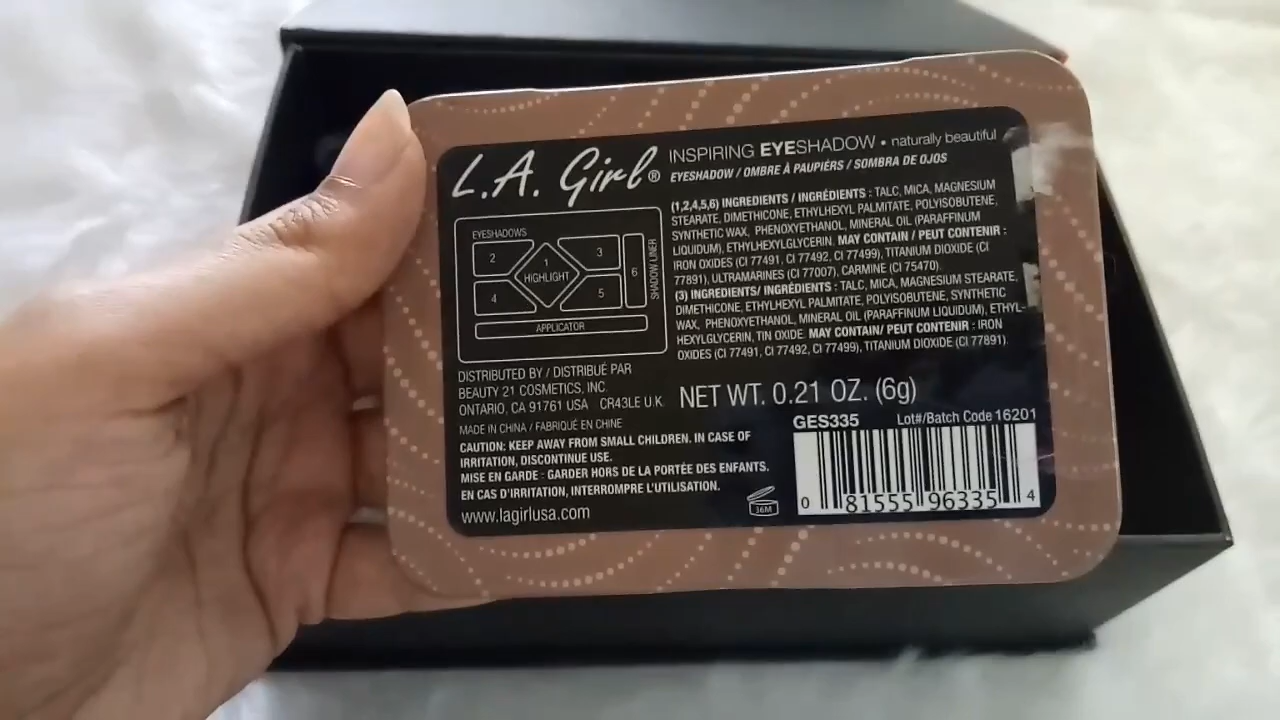 L.A. Girl®
INSPIRING EYESHADOW • naturally beautiful
EYESHADOW / OMBRE À PAUPIÉRS / SOMBRA DE OJOS
EYESHADOWS
2
1
HIGHLIGHT
3
4
5
6
SHADOW LINER
APPLICATOR
(1,2,4,5,6) INGREDIENTS / INGRÉDIENTS : TALC, MICA, MAGNESIUM
STEARATE, DIMETHICONE, ETHYLHEXYL PALMITATE, POLYISOBUTENE,
SYNTHETIC WAX, PHENOXYETHANOL, MINERAL OIL (PARAFFINUM
LIQUIDUM), ETHYLHEXYLGLYCERIN. MAY CONTAIN / PEUT CONTENIR :
IRON OXIDES (CI 77491, CI 77492, CI 77499), TITANIUM DIOXIDE (CI
77891), ULTRAMARINES (CI 77007), CARMINE (CI 75470).
(3) INGREDIENTS/ INGRÉDIENTS : TALC, MICA, MAGNESIUM STEARATE,
DIMETHICONE, ETHYLHEXYL PALMITATE, POLYISOBUTENE, SYNTHETIC
WAX, PHENOXYETHANOL, MINERAL OIL (PARAFFINUM LIQUIDUM), ETHYL-
HEXYLGLYCERIN, TIN OXIDE. MAY CONTAIN/ PEUT CONTENIR : IRON
OXIDES (CI 77491, CI 77492, CI 77499), TITANIUM DIOXIDE (CI 77891).
DISTRIBUTED BY / DISTRIBUÉ PAR
BEAUTY 21 COSMETICS, INC.
ONTARIO, CA 91761 USA CR43LE U.K.
MADE IN CHINA / FABRIQUÉ EN CHINE
NET WT. 0.21 OZ. (6g)
CAUTION: KEEP AWAY FROM SMALL CHILDREN. IN CASE OF
IRRITATION, DISCONTINUE USE.
MISE EN GARDE : GARDER HORS DE LA PORTÉE DES ENFANTS.
EN CAS D'IRRITATION, INTERROMPRE L'UTILISATION.
www.lagirlusa.com
36M
GES335 Lot#/Batch Code 16201
0 81555 96335 4